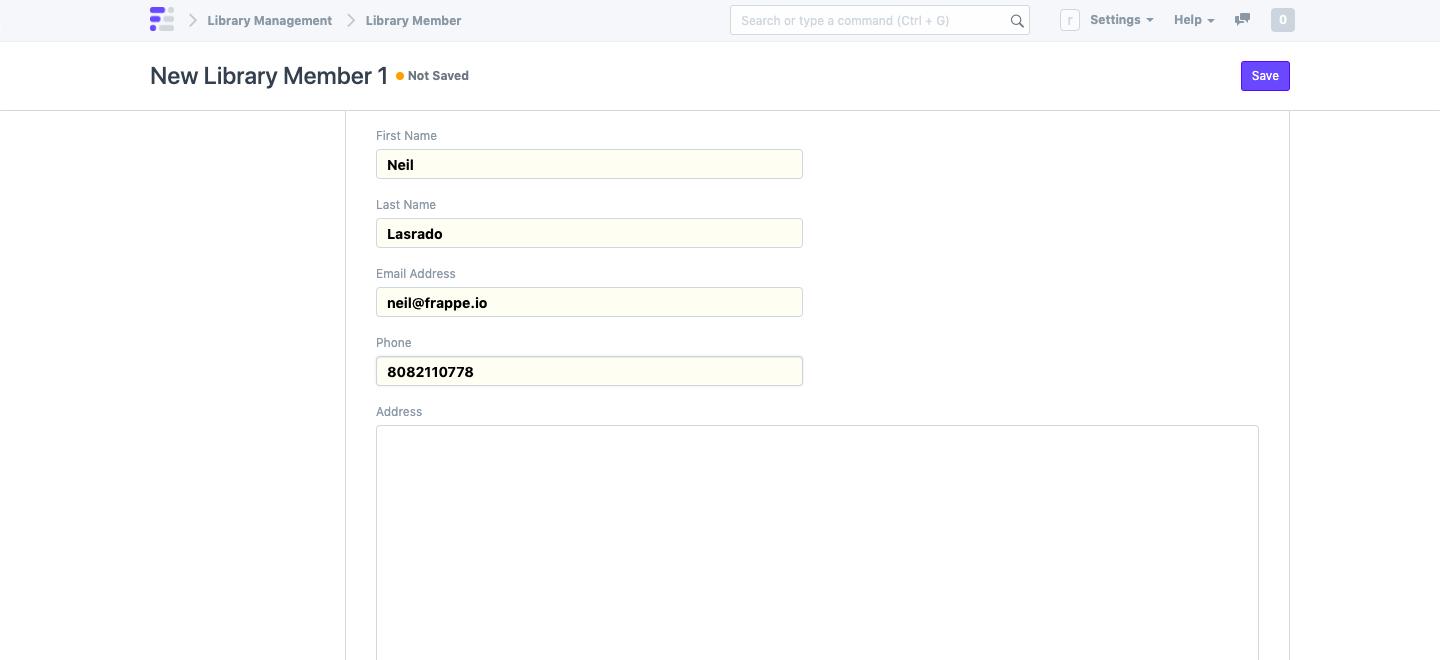 Library Management Library Member Search or type a command (Ctrl + G) r Settings Help 0
New Library Member 1 Not Saved Save
First Name
Neil
Last Name
Lasrado
Email Address
neil@frappe.io
Phone
8082110778
Address